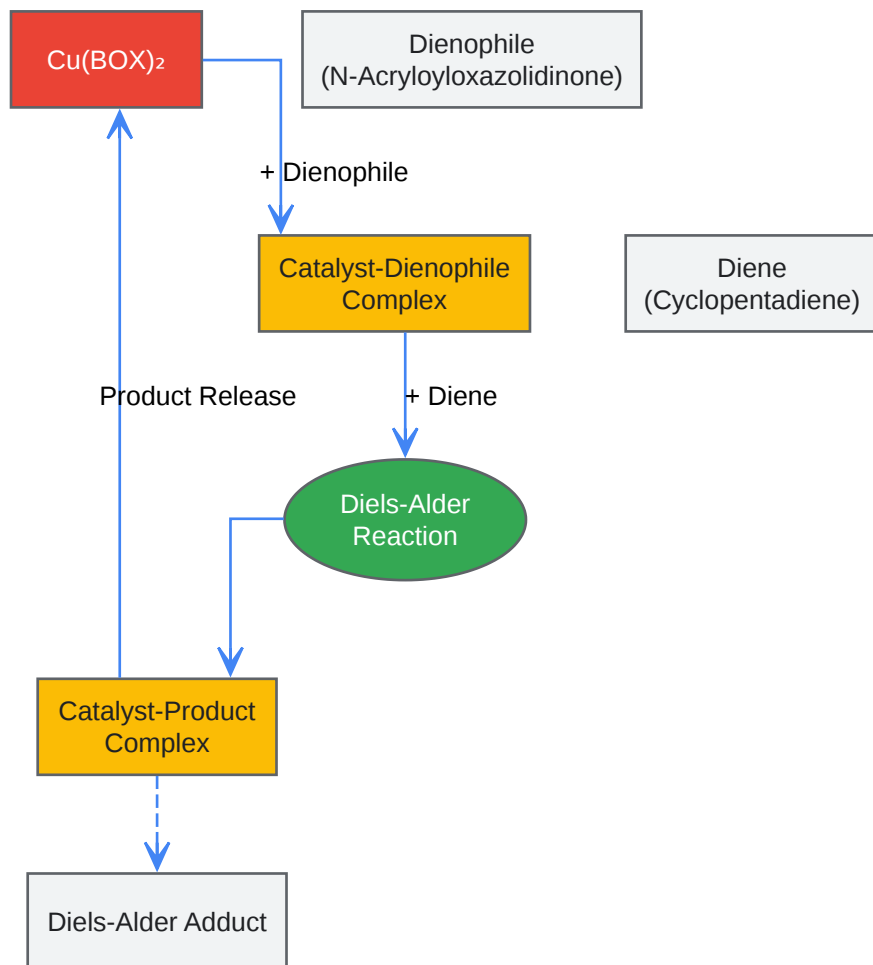 Cu(BOX)₂
Dienophile
(N-Acryloyloxazolidinone)
+ Dienophile
Catalyst-Dienophile
Complex
Diene
(Cyclopentadiene)
Product Release
+ Diene
Diels-Alder
Reaction
Catalyst-Product
Complex
Diels-Alder Adduct